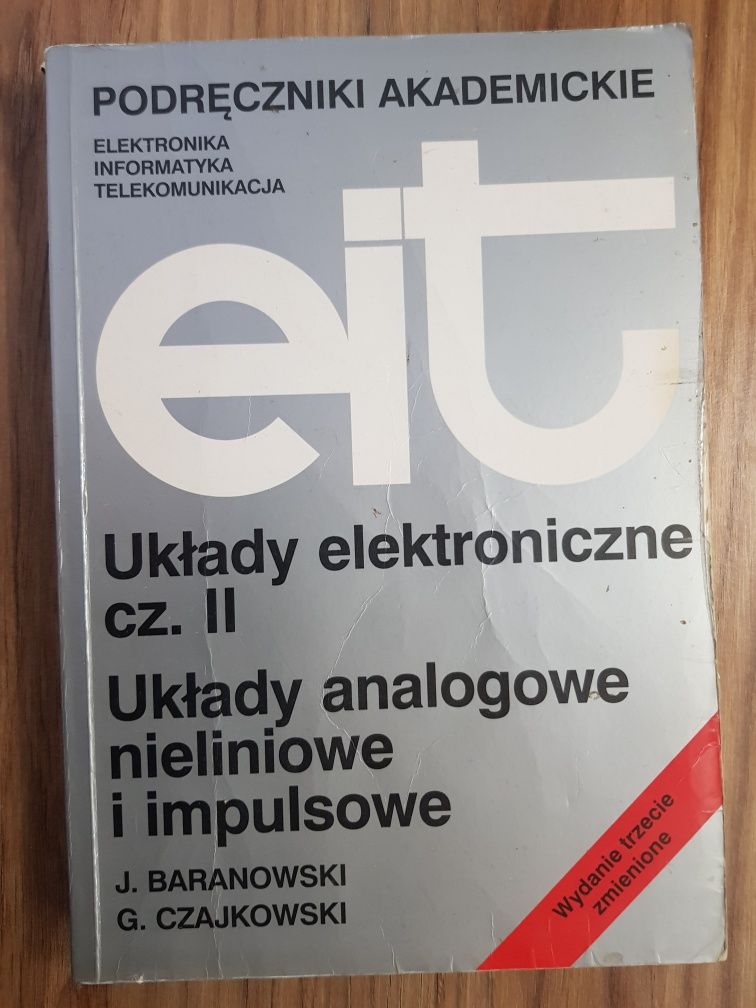 PODRĘCZNIKI AKADEMICKIE
ELEKTRONIKA
INFORMATYKA
TELEKOMUNIKACJA
eit
Układy elektroniczne
cz. II
Układy analogowe
nieliniowe
i impulsowe
J. BARANOWSKI
G. CZAJKOWSKI
Wydanie trzecie
zmienione